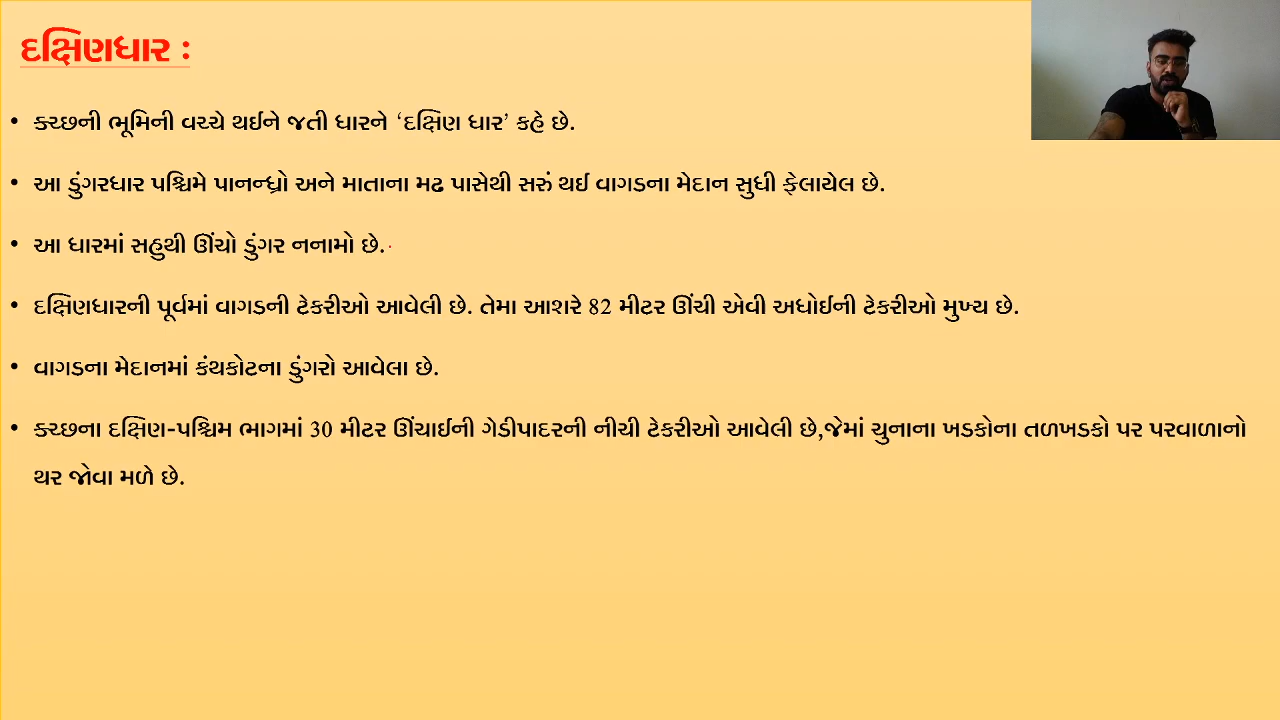 દક્ષિણધાર :
• કચ્છની ભૂમિની વચ્ચે થઈને જતી ધારને ‘દક્ષિણ ધાર’ કહે છે.
• આ ડુંગરધાર પશ્ચિમે પાનન્ધ્રો અને માતાના મઢ પાસેથી સરું થઈ વાગડના મેદાન સુધી ફેલાયેલ છે.
• આ ધારમાં સહુથી ઊંચો ડુંગર નનામો છે.
• દક્ષિણધારની પૂર્વમાં વાગડની ટેકરીઓ આવેલી છે. તેમા આશરે 82 મીટર ઊંચી એવી અધોઈની ટેકરીઓ મુખ્ય છે.
• વાગડના મેદાનમાં કંથકોટના ડુંગરો આવેલા છે.
• કચ્છના દક્ષિણ-પશ્ચિમ ભાગમાં 30 મીટર ઊંચાઈની ગેડીપાદરની નીચી ટેકરીઓ આવેલી છે,જેમાં ચુનાના ખડકોના તળખડકો પર પરવાળાનો
થર જોવા મળે છે.